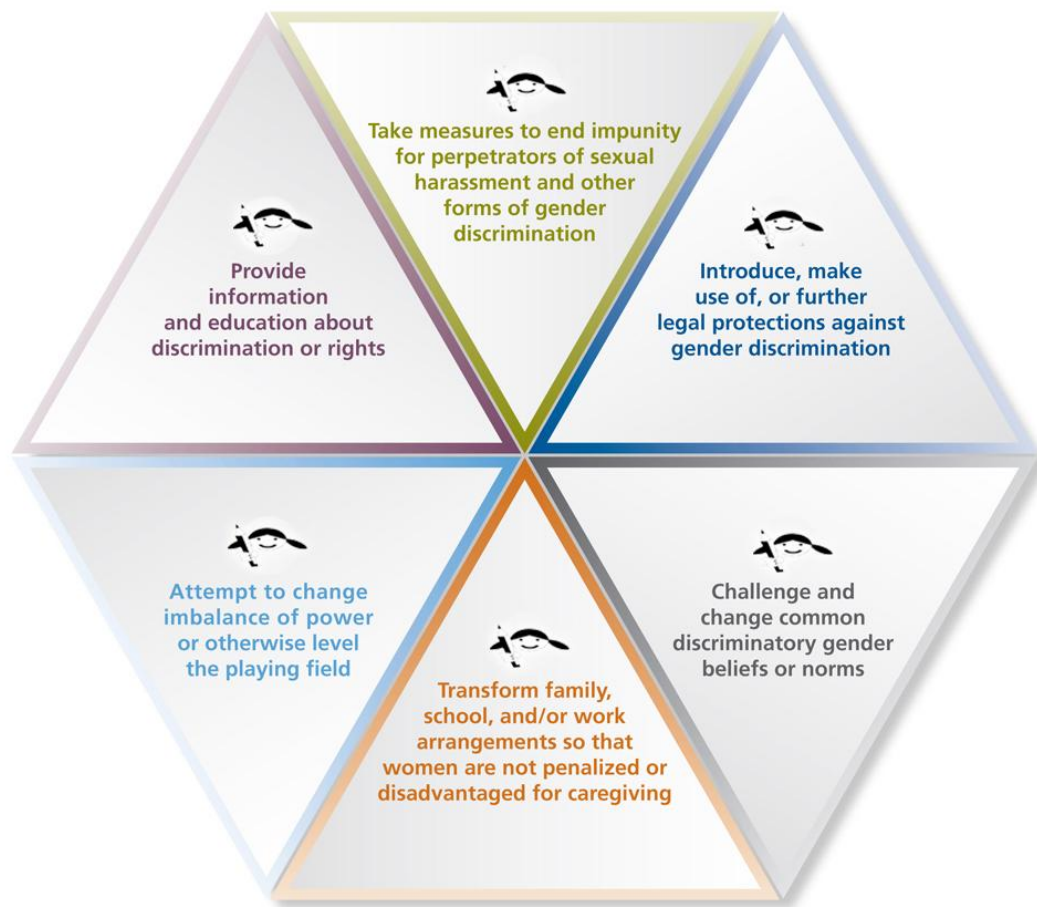 Take measures to end impunity
for perpetrators of sexual
harassment and other
forms of gender
discrimination
Provide
information
and education about
discrimination or rights
Introduce, make
use of, or further
legal protections against
gender discrimination
Attempt to change
imbalance of power
or otherwise level
the playing field
Transform family,
school, and/or work
arrangements so that
women are not penalized or
disadvantaged for caregiving
Challenge and
change common
discriminatory gender
beliefs or norms